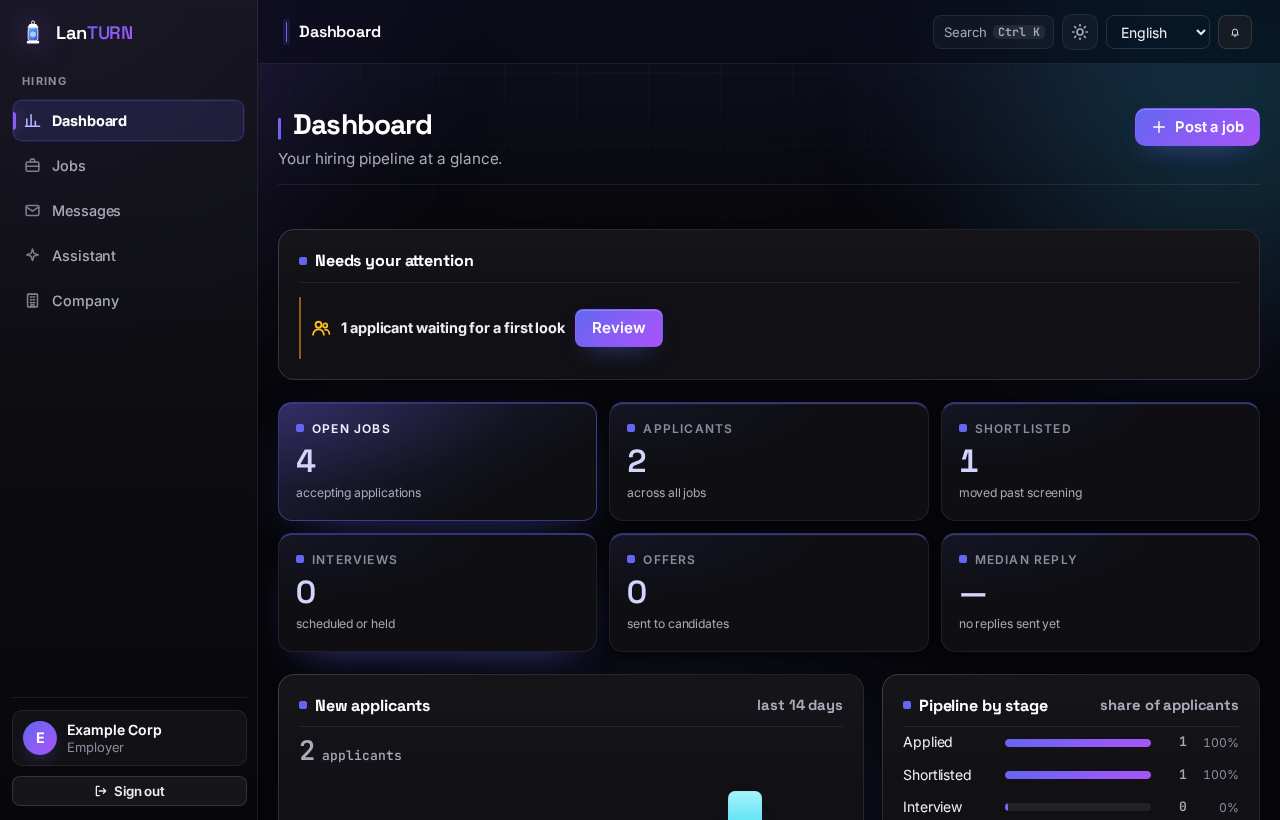 LanTURN
HIRING
Dashboard
Jobs
Messages
Assistant
Company
E
Example Corp
Employer
Sign out
Dashboard
Search Ctrl K
English
Dashboard
Your hiring pipeline at a glance.
Post a job
Needs your attention
1 applicant waiting for a first look
Review
OPEN JOBS
4
accepting applications
APPLICANTS
2
across all jobs
SHORTLISTED
1
moved past screening
INTERVIEWS
0
scheduled or held
OFFERS
0
sent to candidates
MEDIAN REPLY
—
no replies sent yet
New applicants
last 14 days
2 applicants
Pipeline by stage
share of applicants
Applied 1 100%
Shortlisted 1 100%
Interview 0 0%